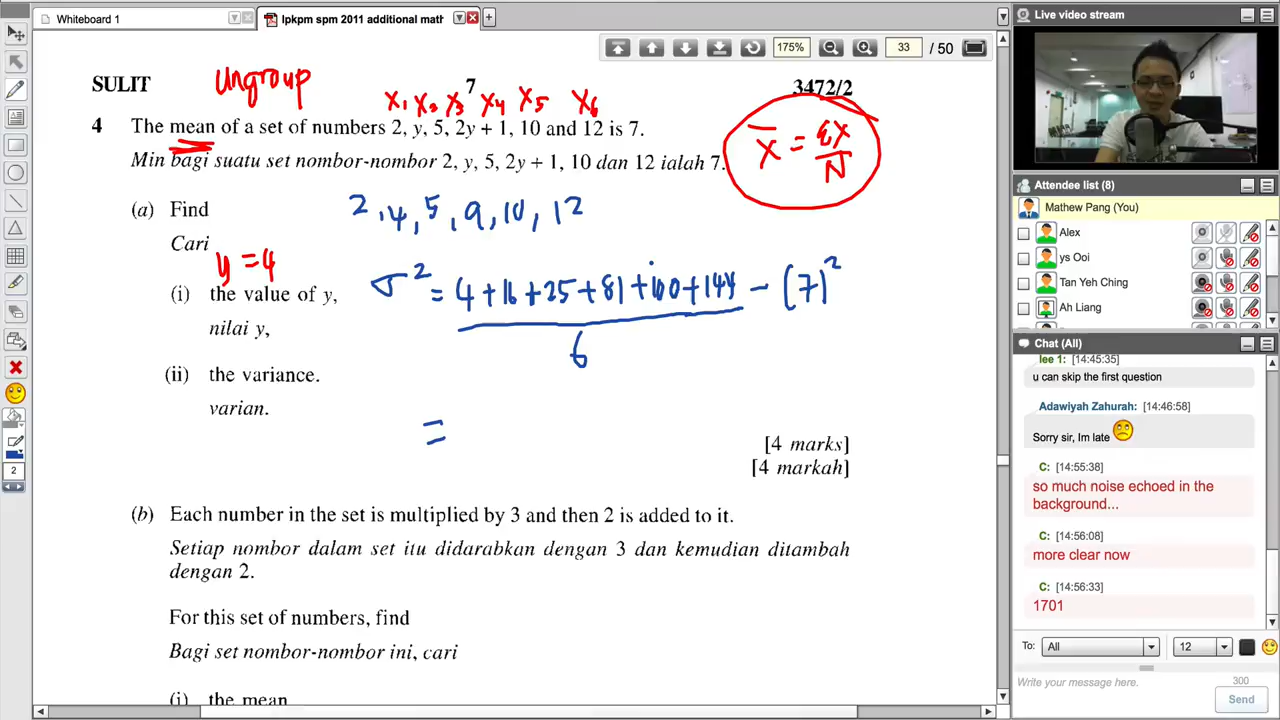 Whiteboard 1
lpkpm spm 2011 additional math
Live video stream
175%
33
/ 50
SULIT
Ungroup
7
3472/2
x1 x2 x3 x4 x5 x6
4 The mean of a set of numbers 2, y, 5, 2y + 1, 10 and 12 is 7.
Min bagi suatu set nombor-nombor 2, y, 5, 2y + 1, 10 dan 12 ialah 7.
x̄ = Σx/N
(a) Find
2, 4, 5, 9, 10, 12
Cari
y = 4
(i) the value of y,
nilai y,
σ² = 4 + 16 + 25 + 81 + 100 + 144 − (7)²
6
(ii) the variance.
varian.
=
[4 marks]
[4 markah]
(b) Each number in the set is multiplied by 3 and then 2 is added to it.
Setiap nombor dalam set itu didarabkan dengan 3 dan kemudian ditambah
dengan 2.
For this set of numbers, find
Bagi set nombor-nombor ini, cari
(i) the mean
2
Attendee list (8)
Mathew Pang (You)
Alex
ys Ooi
Tan Yeh Ching
Ah Liang
Chat (All)
lee 1: [14:45:35]
u can skip the first question
Adawiyah Zahurah: [14:46:58]
Sorry sir, Im late
C: [14:55:38]
so much noise echoed in the
background...
C: [14:56:08]
more clear now
C: [14:56:33]
1701
To: All 12
Write your message here.
300
Send